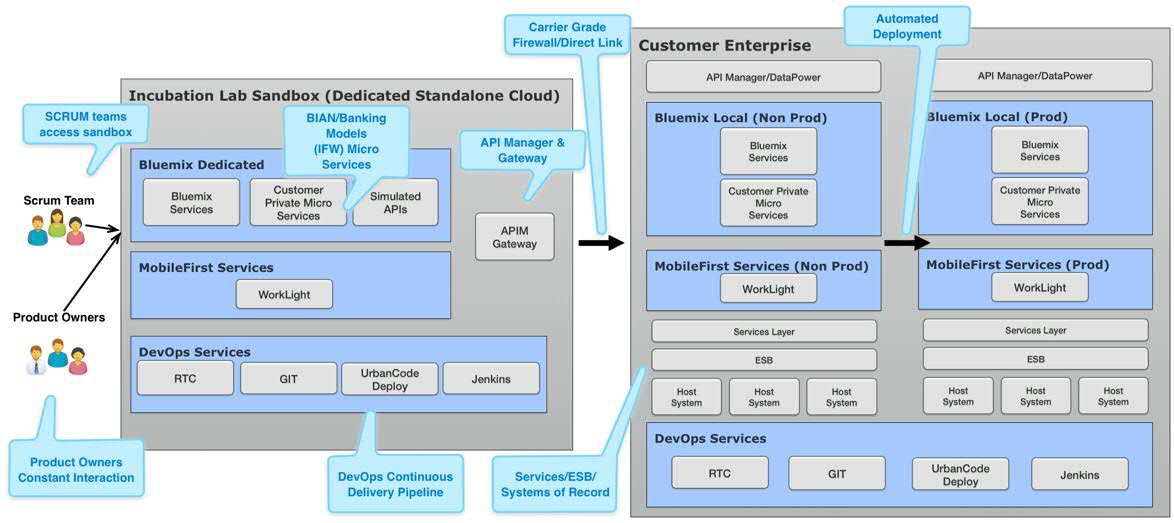 Carrier Grade
Firewall/Direct Link
Automated
Deployment
Customer Enterprise
API Manager/DataPower
API Manager/DataPower
Incubation Lab Sandbox (Dedicated Standalone Cloud)
SCRUM teams
access sandbox
BIAN/Banking
Models
(IFW) Micro
Services
API Manager &
Gateway
Bluemix Dedicated
Bluemix
Services
Customer
Private Micro
Services
Simulated
APIs
APIM
Gateway
Scrum Team
MobileFirst Services
WorkLight
Product Owners
DevOps Services
RTC
GIT
UrbanCode
Deploy
Jenkins
Product Owners
Constant Interaction
DevOps Continuous
Delivery Pipeline
Services/ESB/
Systems of Record
Bluemix Local (Non Prod)
Bluemix
Services
Customer Private
Micro
Services
MobileFirst Services (Non Prod)
WorkLight
Services Layer
ESB
Host
System
Host
System
Host
System
Bluemix Local (Prod)
Bluemix
Services
Customer Private
Micro
Services
MobileFirst Services (Prod)
WorkLight
Services Layer
ESB
Host
System
Host
System
Host
System
DevOps Services
RTC
GIT
UrbanCode
Deploy
Jenkins